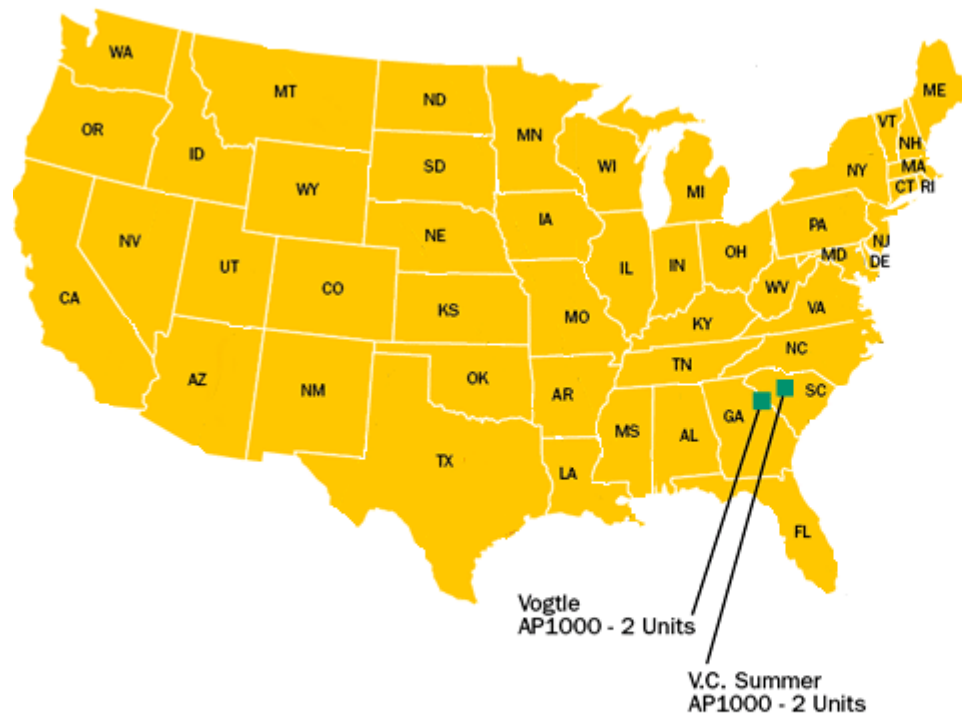 WA
MT
ND
MN
ME
OR
ID
WY
SD
WI
MI
NY
VT
NH
MA
CT RI
NV
UT
CO
NE
IA
IL
IN
OH
PA
NJ
MD
DE
WV
VA
CA
KS
MO
KY
NC
TN
AZ
NM
OK
AR
SC
GA
MS
AL
TX
LA
FL
Vogtle
AP1000 - 2 Units
V.C. Summer
AP1000 - 2 Units